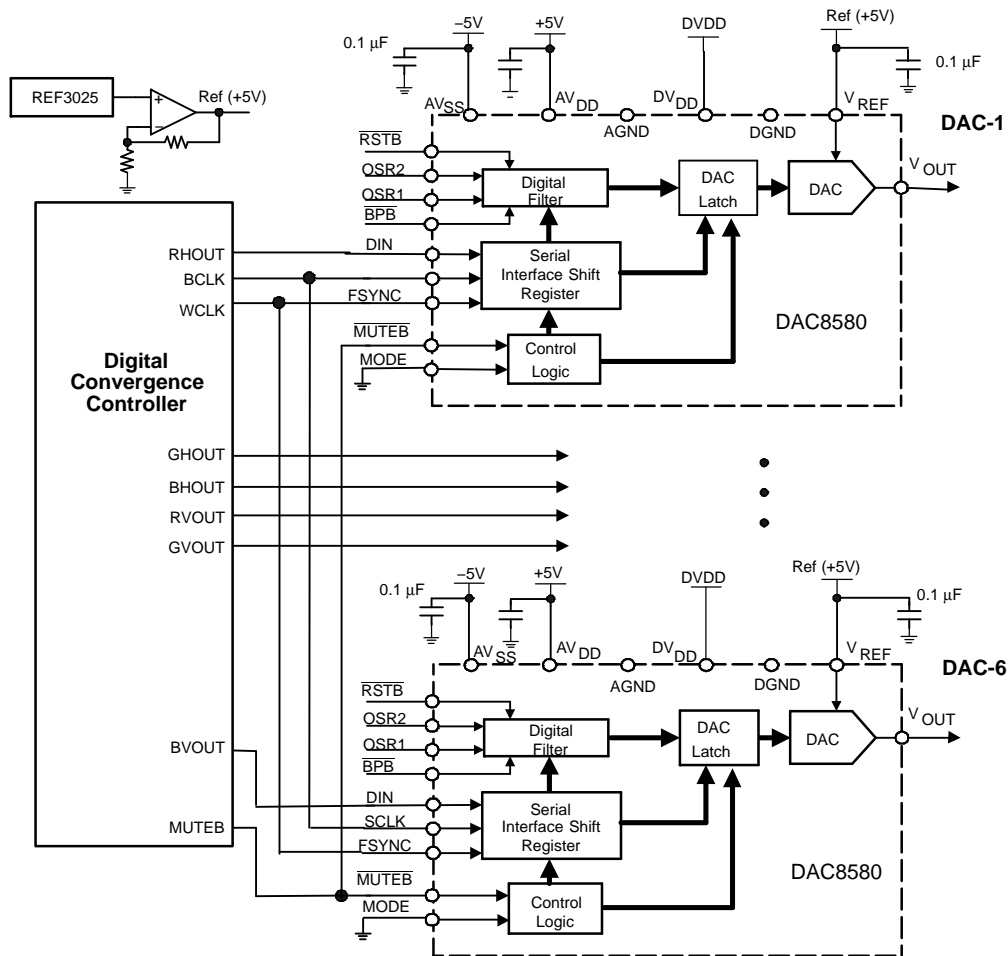 –5V
+5V
DVDD
Ref (+5V)
0.1 µF
0.1 µF
REF3025
+
–
Ref (+5V)
AVSS
AVDD
AGND
DVDD
DGND
VREF
DAC-1
RSTB
OSR2
OSR1
BPB
Digital
Filter
DAC
Latch
DAC
VOUT
RHOUT
DIN
BCLK
WCLK
FSYNC
Serial
Interface Shift
Register
MUTEB
MODE
Control
Logic
DAC8580
Digital
Convergence
Controller
GHOUT
BHOUT
RVOUT
GVOUT
–5V
+5V
DVDD
Ref (+5V)
0.1 µF
0.1 µF
AVSS
AVDD
AGND
DVDD
DGND
VREF
DAC-6
RSTB
OSR2
OSR1
BPB
Digital
Filter
DAC
Latch
DAC
VOUT
BVOUT
DIN
SCLK
FSYNC
Serial
Interface Shift
Register
MUTEB
MUTEB
MODE
Control
Logic
DAC8580